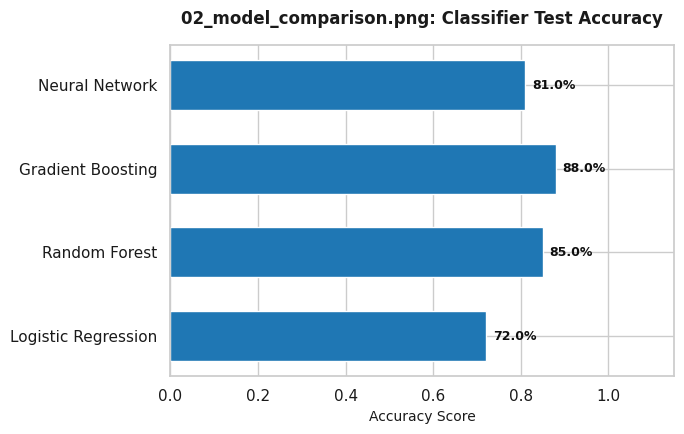 02_model_comparison.png: Classifier Test Accuracy
Neural Network
81.0%
Gradient Boosting
88.0%
Random Forest
85.0%
Logistic Regression
72.0%
0.0 0.2 0.4 0.6 0.8 1.0
Accuracy Score